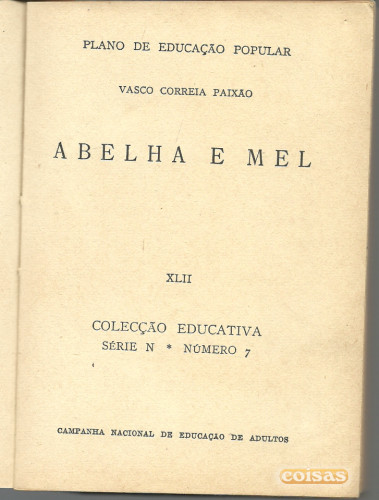 PLANO DE EDUCAÇÃO POPULAR
VASCO CORREIA PAIXÃO
ABELHA E MEL
XLII
COLECÇÃO EDUCATIVA
SÉRIE N * NÚMERO 7
CAMPANHA NACIONAL DE EDUCAÇÃO DE ADULTOS
coisas